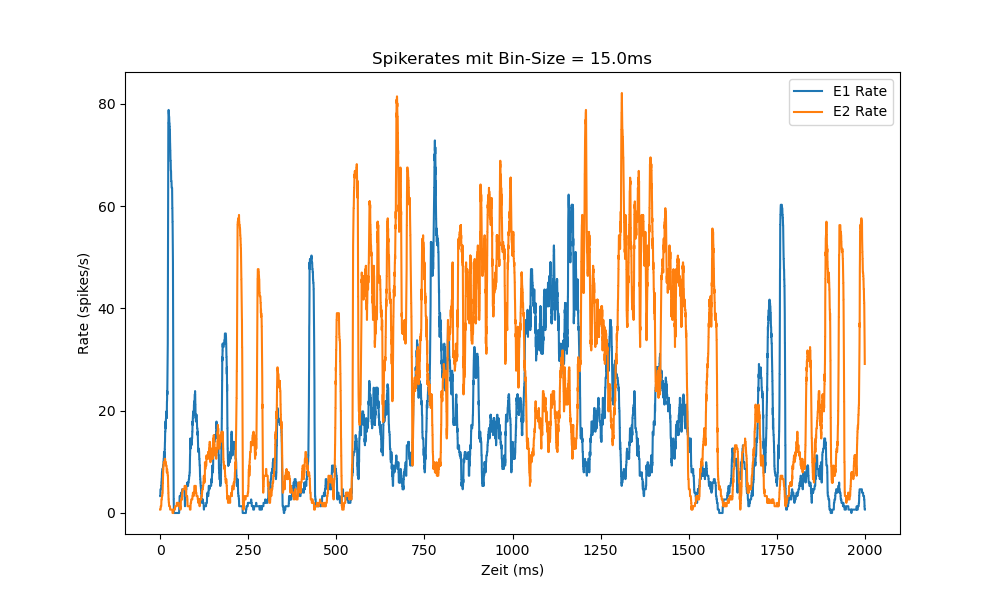 Spikerates mit Bin-Size = 15.0ms
E1 Rate
E2 Rate
Rate (spikes/s)
80
60
40
20
0
0 250 500 750 1000 1250 1500 1750 2000
Zeit (ms)